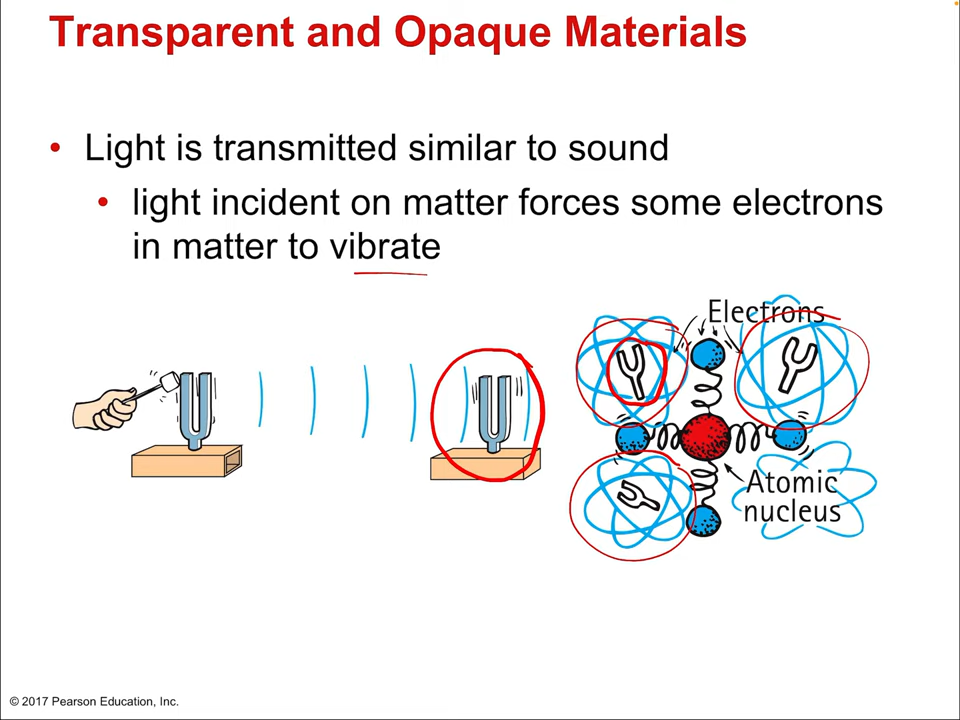 Transparent and Opaque Materials
• Light is transmitted similar to sound
• light incident on matter forces some electrons
in matter to vibrate
Electrons
Atomic
nucleus
© 2017 Pearson Education, Inc.